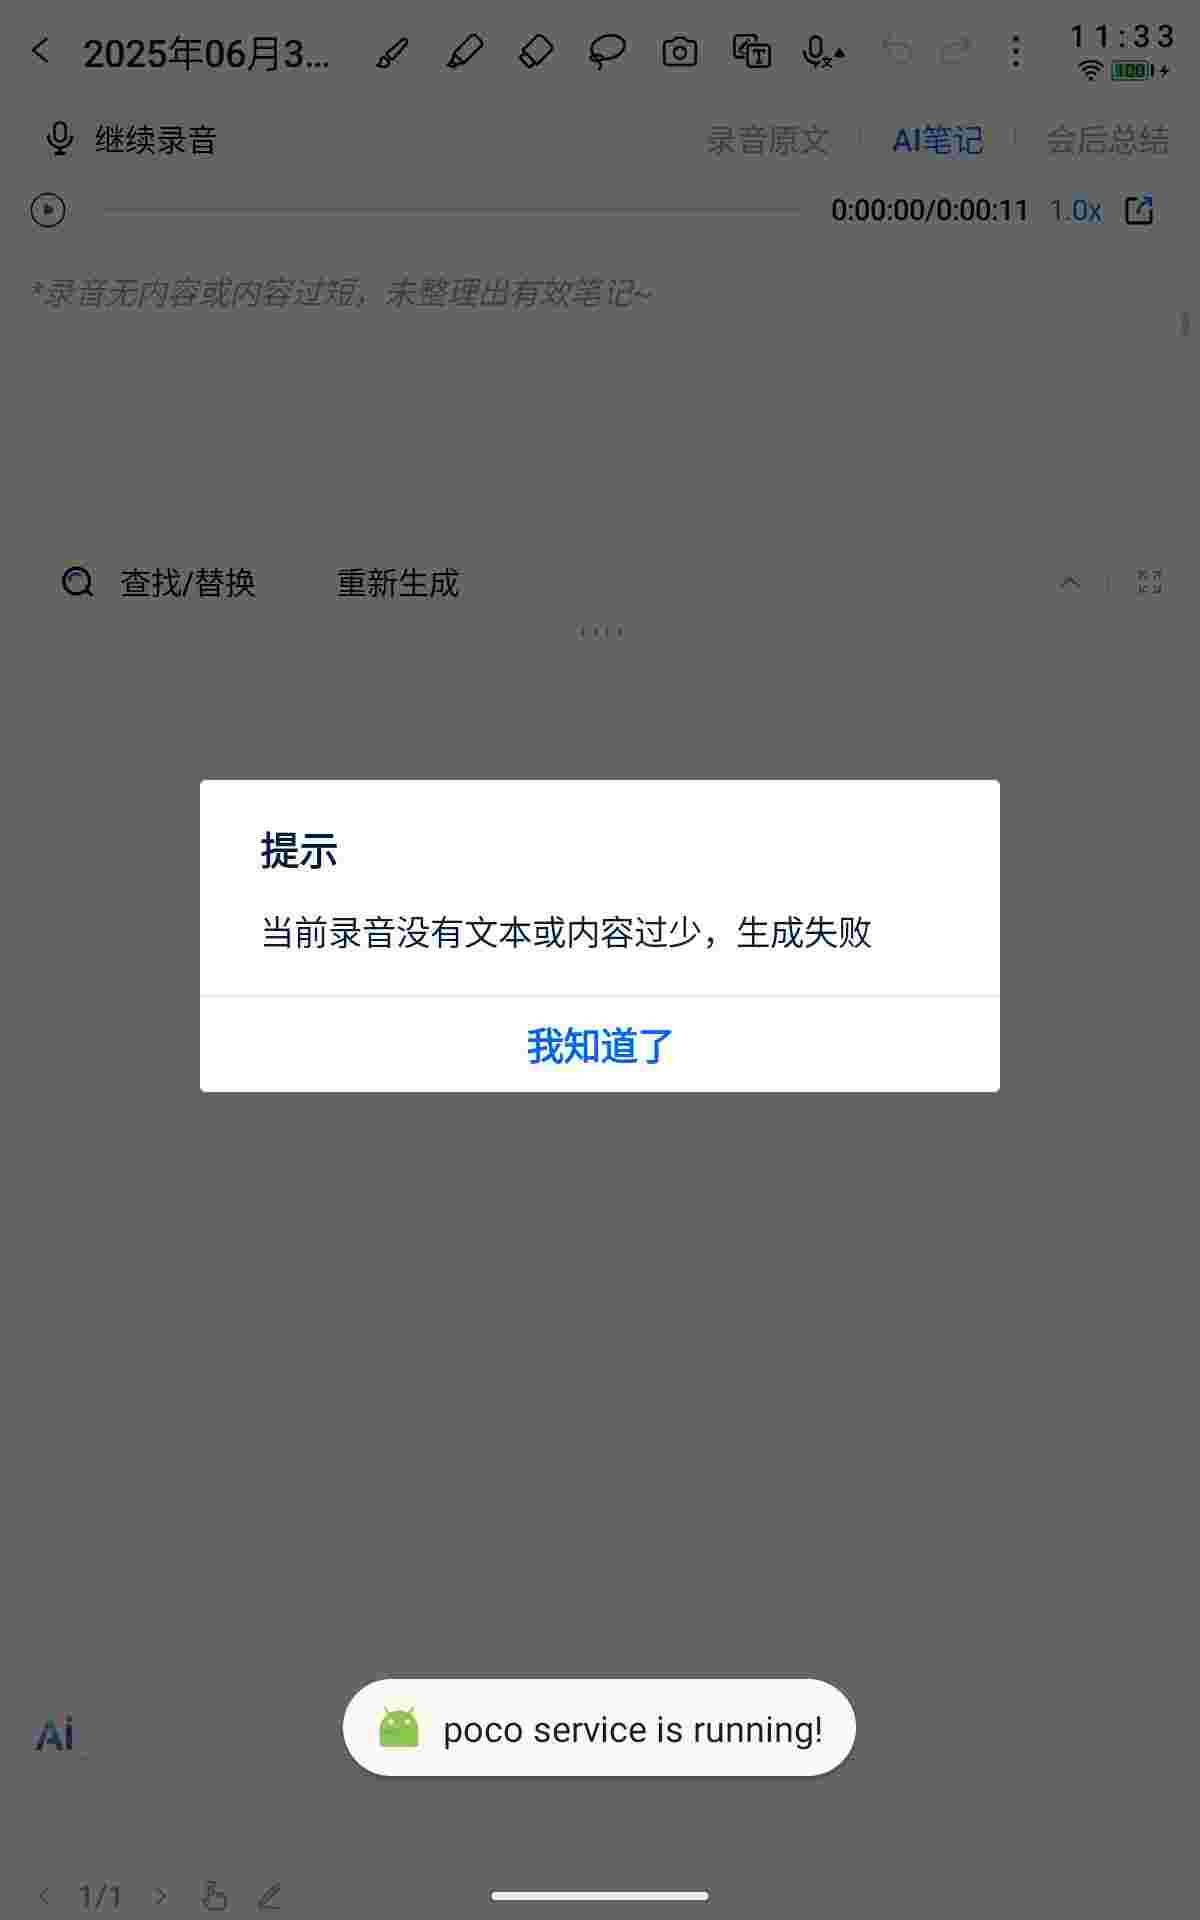 2025年06月3...
11:33
100
继续录音
录音原文
AI笔记
会后总结
0:00:00/0:00:11
1.0x
*录音无内容或内容过短，未整理出有效笔记~
查找/替换
重新生成
提示
当前录音没有文本或内容过少，生成失败
我知道了
poco service is running!
Ai
1/1